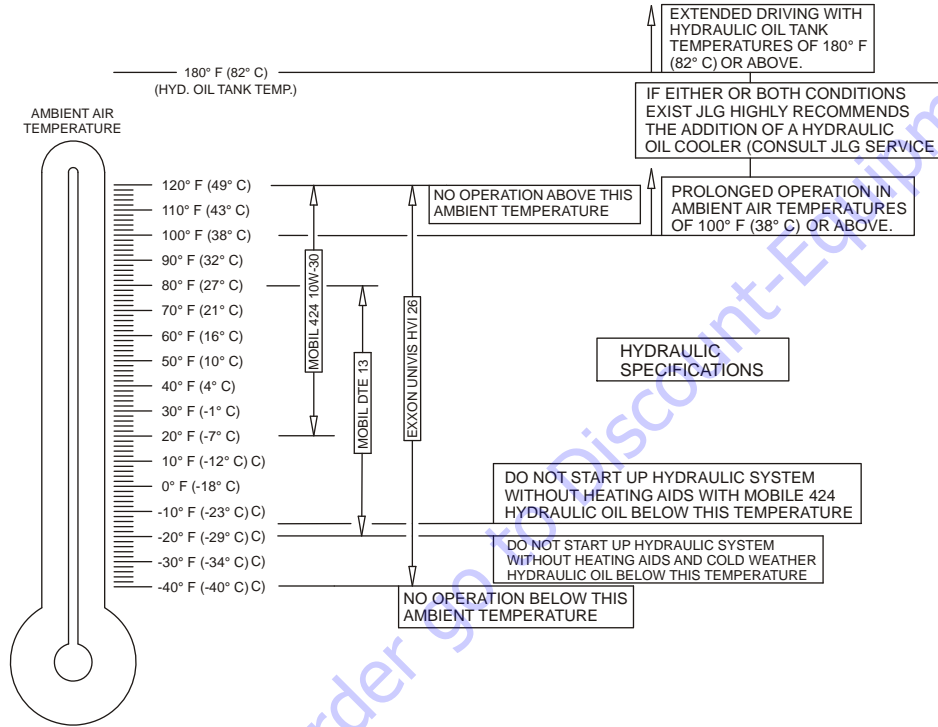 EXTENDED DRIVING WITH
HYDRAULIC OIL TANK
TEMPERATURES OF 180° F
(82° C) OR ABOVE.
180° F (82° C)
(HYD. OIL TANK TEMP.)
IF EITHER OR BOTH CONDITIONS
EXIST JLG HIGHLY RECOMMENDS
THE ADDITION OF A HYDRAULIC
OIL COOLER (CONSULT JLG SERVICE
AMBIENT AIR
TEMPERATURE
120° F (49° C)
NO OPERATION ABOVE THIS
AMBIENT TEMPERATURE
PROLONGED OPERATION IN
AMBIENT AIR TEMPERATURES
OF 100° F (38° C) OR ABOVE.
110° F (43° C)
100° F (38° C)
90° F (32° C)
80° F (27° C)
70° F (21° C)
60° F (16° C)
50° F (10° C)
40° F (4° C)
30° F (-1° C)
20° F (-7° C)
10° F (-12° C) C)
0° F (-18° C)
-10° F (-23° C) C)
-20° F (-29° C) C)
-30° F (-34° C) C)
-40° F (-40° C) C)
MOBIL 424 10W-30
MOBIL DTE 13
EXXON UNIVIS HVI 26
HYDRAULIC
SPECIFICATIONS
DO NOT START UP HYDRAULIC SYSTEM
WITHOUT HEATING AIDS WITH MOBILE 424
HYDRAULIC OIL BELOW THIS TEMPERATURE
DO NOT START UP HYDRAULIC SYSTEM
WITHOUT HEATING AIDS AND COLD WEATHER
HYDRAULIC OIL BELOW THIS TEMPERATURE
NO OPERATION BELOW THIS
AMBIENT TEMPERATURE
order go to Discount-Equipm